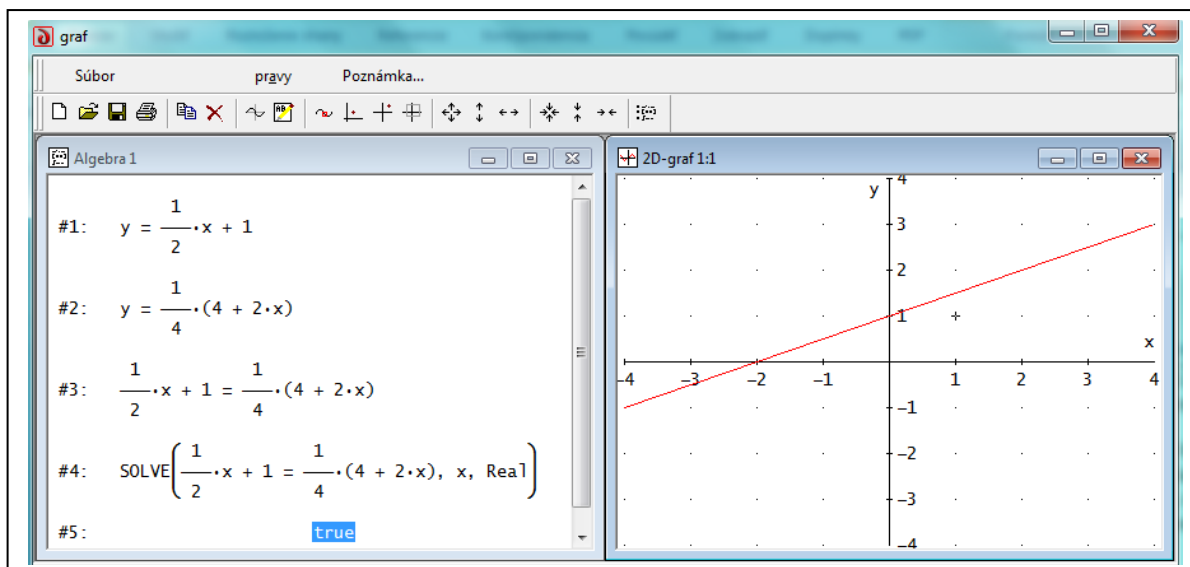 graf
Súbor pravy Poznámka...
Algebra 1
#1: y = 1/2·x + 1
#2: y = 1/4·(4 + 2·x)
#3: 1/2·x + 1 = 1/4·(4 + 2·x)
#4: SOLVE(1/2·x + 1 = 1/4·(4 + 2·x), x, Real)
#5: true
2D-graf 1:1
y 4
3
2
1
x
-4 -3 -2 -1 1 2 3 4
-1
-2
-3
-4